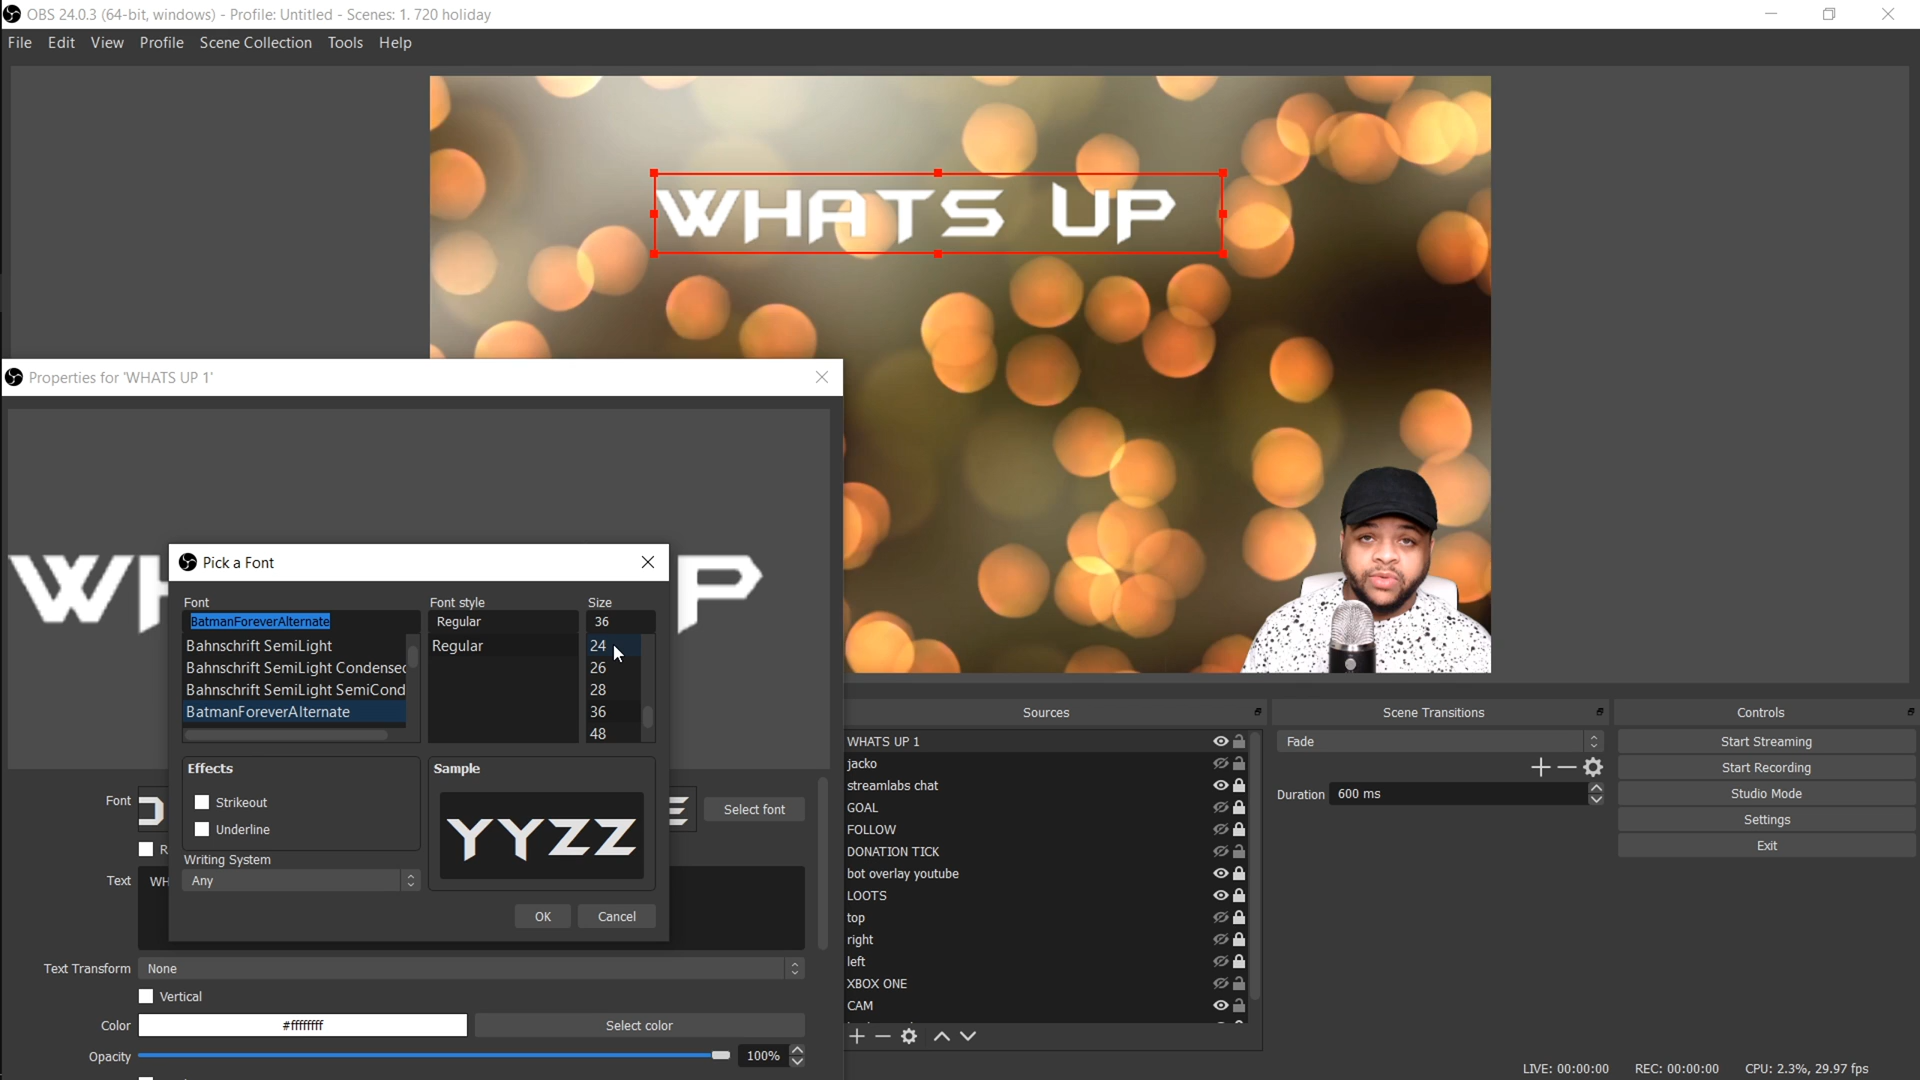 OBS 24.0.3 (64-bit, windows) - Profile: Untitled - Scenes: 1. 720 holiday
File Edit View Profile Scene Collection Tools Help
WHATS UP
Properties for 'WHATS UP 1'
Pick a Font
Font
BatmanForeverAlternate
Bahnschrift SemiLight
Bahnschrift SemiLight Condensed
Bahnschrift SemiLight SemiCond
BatmanForeverAlternate
Font style
Regular
Regular
Size
36
24
26
28
36
48
Effects
Strikeout
Underline
Writing System
Any
Sample
YYZZ
OK Cancel
Font
Select font
Text
WH
Text Transform None
Vertical
Color #ffffffff Select color
Opacity 100%
Sources
WHATS UP 1
jacko
streamlabs chat
GOAL
FOLLOW
DONATION TICK
bot overlay youtube
LOOTS
top
right
left
XBOX ONE
CAM
Scene Transitions
Fade
Duration 600 ms
Controls
Start Streaming
Start Recording
Studio Mode
Settings
Exit
LIVE: 00:00:00 REC: 00:00:00 CPU: 2.3%, 29.97 fps